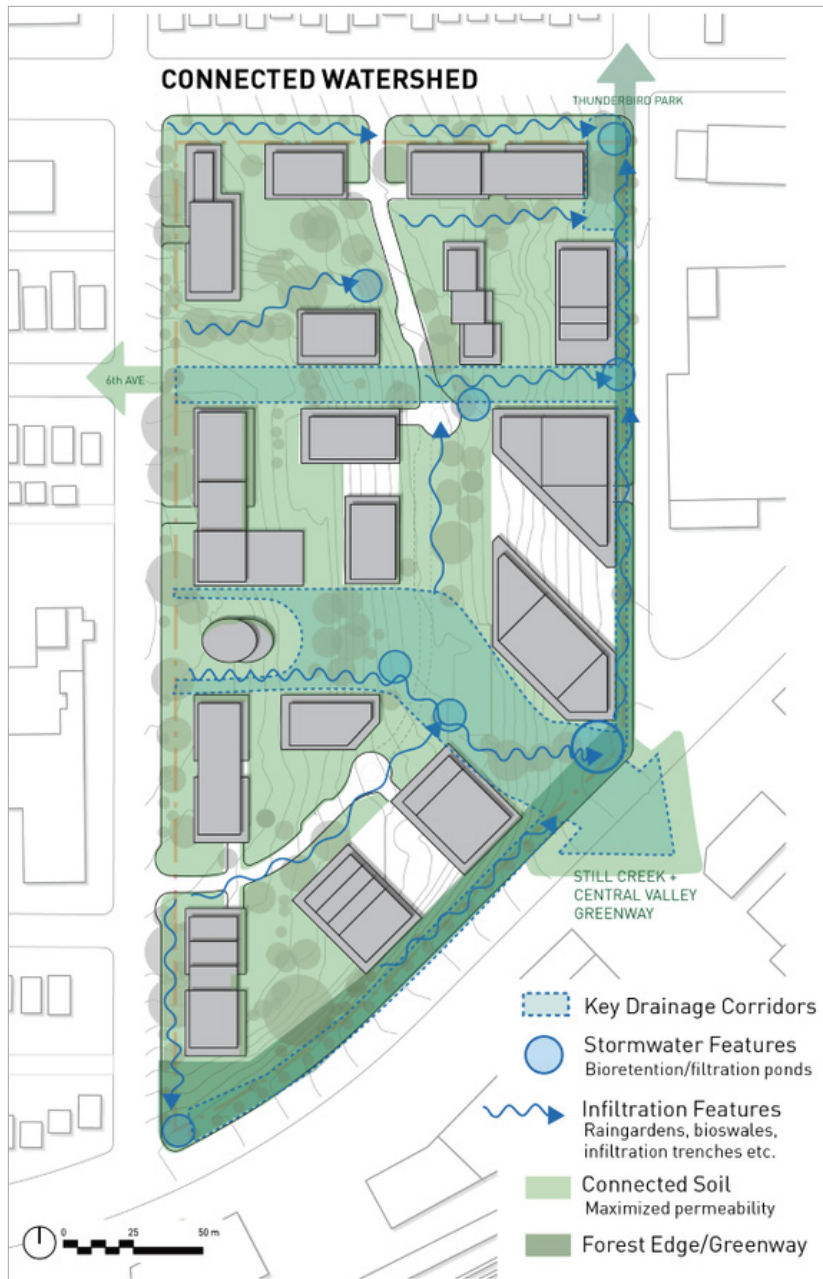 CONNECTED WATERSHED
THUNDERBIRD PARK
6th AVE
STILL CREEK +
CENTRAL VALLEY
GREENWAY
Key Drainage Corridors
Stormwater Features
Bioretention/filtration ponds
Infiltration Features
Raingardens, bioswales,
infiltration trenches etc.
Connected Soil
Maximized permeability
Forest Edge/Greenway
0 25 50 m